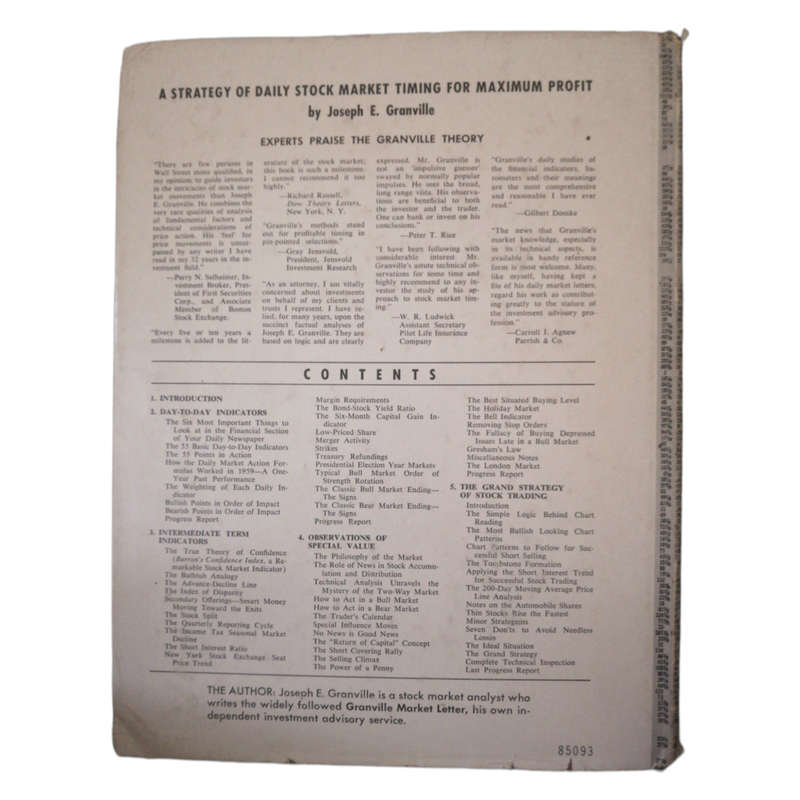 A STRATEGY OF DAILY STOCK MARKET TIMING FOR MAXIMUM PROFIT
by Joseph E. Granville
EXPERTS PRAISE THE GRANVILLE THEORY
"There are few persons in
Wall Street more qualified, in
my opinion, to guide investors
in the intricacies of stock mar-
ket movements than Joseph
E. Granville. He combines the
very rare qualities of analysis
of fundamental factors and
technical considerations of
price action. His 'feel' for
price movements is unsur-
passed by any writer I have
read in my 32 years in the in-
vestment field."
—Perry N. Selheimer, In-
vestment Broker, Pres-
ident of First Securities
Corp., and Associate
Member of Boston
Stock Exchange.
"Every five or ten years a
milestone is added to the lit-
erature of the stock market;
this book is such a milestone.
I cannot recommend it too
highly."
—Richard Russell,
Dow Theory Letters,
New York, N. Y.
"Granville's methods stand
out for profitable timing in
pin-pointed selections."
—Gray Jensvold,
President, Jensvold
Investment Research
"As an attorney, I am vitally
concerned about investments
on behalf of my clients and
trusts I represent. I have re-
lied, for many years, upon the
succinct factual analyses of
Joseph E. Granville. They are
based on logic and are clearly
expressed. Mr. Granville is
not an 'impulsive gunner'
swayed by normally popular
impulses. He sees the broad,
long range vista. His observa-
tions are beneficial to both
the investor and the trader.
One can bank or invest on his
conclusions."
—Peter T. Rice
"I have been following with
considerable interest Mr.
Granville's astute technical ob-
servations for some time and
highly recommend to any in-
vestor the study of his ap-
proach to stock market tim-
ing."
—W. R. Ludwick
Assistant Secretary
Pilot Life Insurance
Company
"Granville's daily studies of
the financial indicators, ba-
rometers and their meanings
are the most comprehensive
and reasonable I have ever
read."
—Gilbert Domke
"The news that Granville's
market knowledge, especially
in its technical aspects, is
available in handy reference
form is most welcome. Many,
like myself, having kept a
file of his daily market letters,
regard his work as contribut-
ing greatly to the stature of
the investment advisory pro-
fession."
—Carroll J. Agnew
Parrish & Co.
CONTENTS
1. INTRODUCTION
2. DAY-TO-DAY INDICATORS
The Six Most Important Things to
Look at in the Financial Section
of Your Daily Newspaper
The 55 Basic Day-to-Day Indicators
The 55 Points in Action
How the Daily Market Action For-
mulas Worked in 1959—A One-
Year Past Performance
The Weighting of Each Daily In-
dicator
Bullish Points in Order of Impact
Bearish Points in Order of Impact
Progress Report
3. INTERMEDIATE TERM
INDICATORS
The True Theory of Confidence
(Barron's Confidence Index, a Re-
markable Stock Market Indicator)
The Bathtub Analogy
The Advance-Decline Line
The Index of Disparity
Secondary Offerings—Smart Money
Moving Toward the Exits
The Stock Split
The Quarterly Reporting Cycle
The Income Tax Seasonal Market
Decline
The Short Interest Ratio
New York Stock Exchange Seat
Price Trend
Margin Requirements
The Bond-Stock Yield Ratio
The Six-Month Capital Gain In-
dicator
Low-Priced Share
Merger Activity
Strikes
Treasury Refundings
Presidential Election Year Markets
Typical Bull Market Order of
Strength Rotation
The Classic Bull Market Ending—
The Signs
The Classic Bear Market Ending—
The Signs
Progress Report
4. OBSERVATIONS OF
SPECIAL VALUE
The Philosophy of the Market
The Role of News in Stock Accumu-
lation and Distribution
Technical Analysis Unravels the
Mystery of the Two-Way Market
How to Act in a Bull Market
How to Act in a Bear Market
The Trader's Calendar
Special Influence Moves
No News is Good News
The "Return of Capital" Concept
The Short Covering Rally
The Selling Climax
The Power of a Penny
The Best Situated Buying Level
The Holiday Market
The Bell Indicator
Removing Stop Orders
The Fallacy of Buying Depressed
Issues Late in a Bull Market
Gresham's Law
Miscellaneous Notes
The London Market
Progress Report
5. THE GRAND STRATEGY
OF STOCK TRADING
Introduction
The Simple Logic Behind Chart
Reading
The Most Bullish Looking Chart
Patterns
Chart Patterns to Follow for Suc-
cessful Short Selling
The Touchstone Formation
Applying the Short Interest Trend
for Successful Stock Trading
The 200-Day Moving Average Price
Line Analysis
Notes on the Automobile Shares
Thin Stocks Rise the Fastest
Minor Strategems
Seven Don'ts to Avoid Needless
Losses
The Ideal Situation
The Grand Strategy
Complete Technical Inspection
Last Progress Report
THE AUTHOR: Joseph E. Granville is a stock market analyst who
writes the widely followed Granville Market Letter, his own in-
dependent investment advisory service.
85093